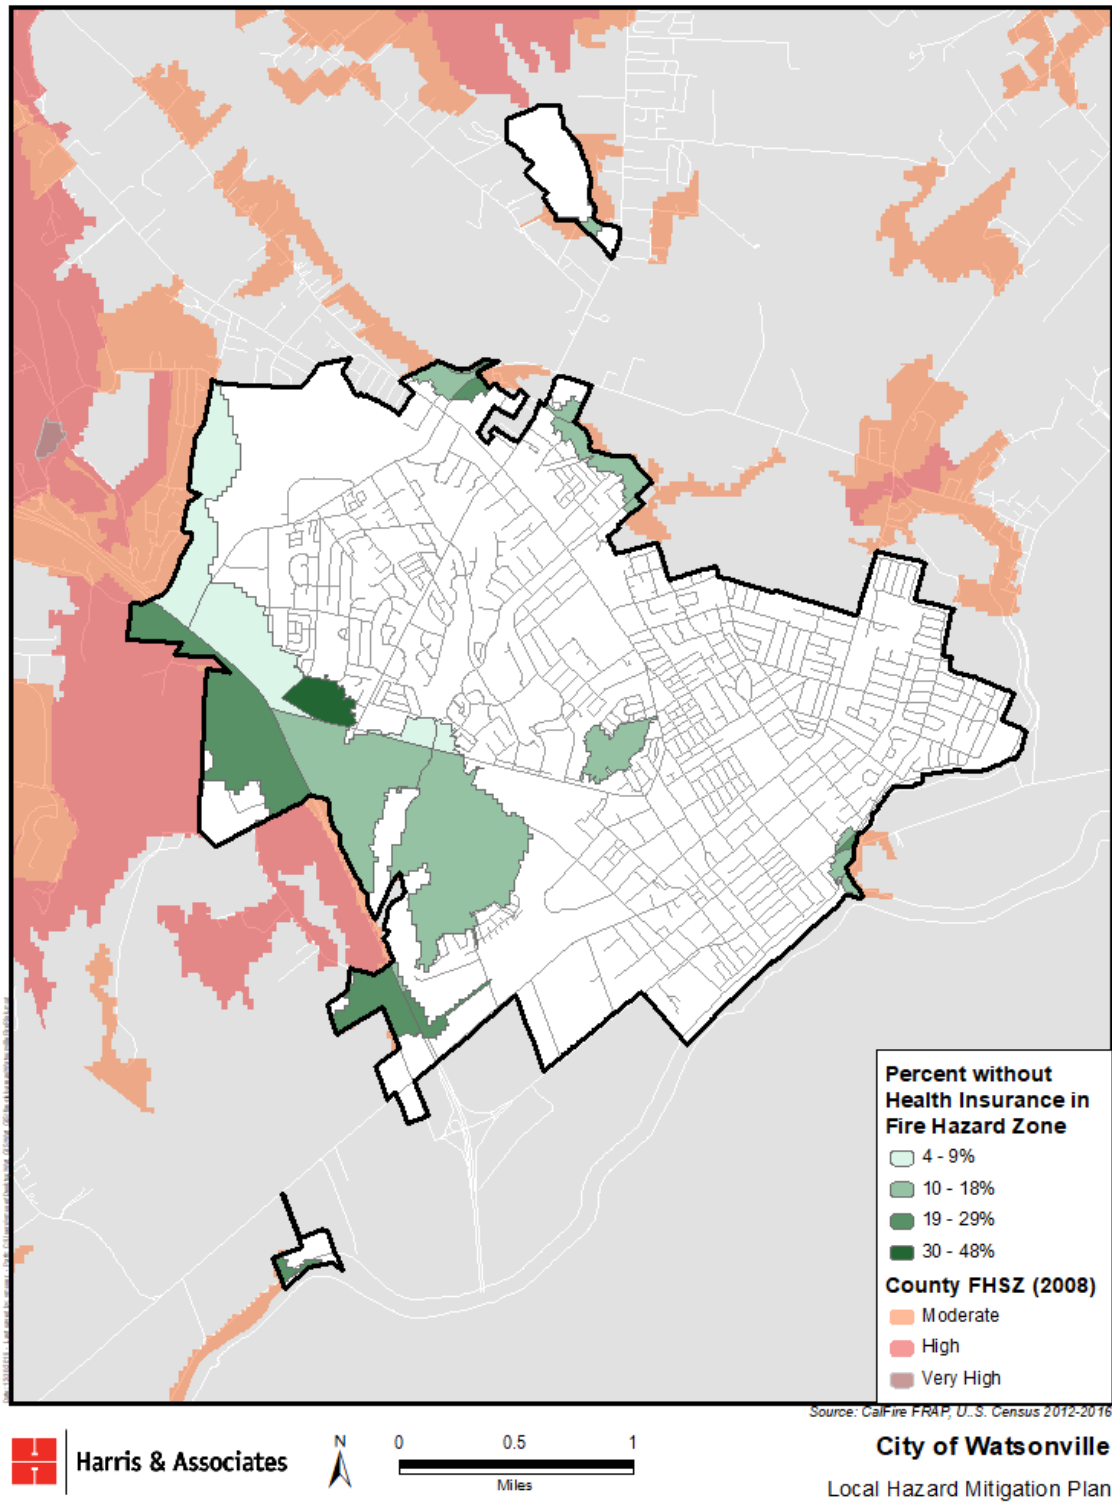 Percent without
Health Insurance in
Fire Hazard Zone
4 - 9%
10 - 18%
19 - 29%
30 - 48%
County FHSZ (2008)
Moderate
High
Very High
Source: CalFire FRAP, U..S. Census 2012-2016
Harris & Associates
N
0 0.5 1
Miles
City of Watsonville
Local Hazard Mitigation Plan